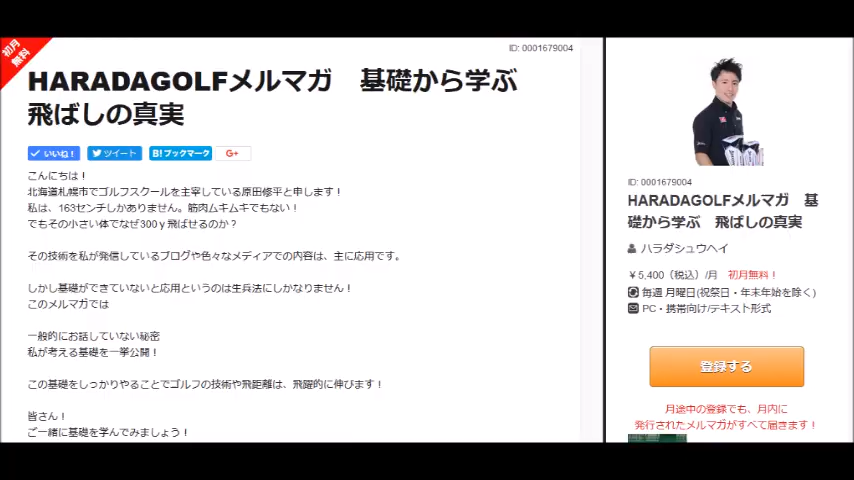 初月
無料
ID: 0001679004
HARADAGOLFメルマガ　基礎から学ぶ
飛ばしの真実
いいね！ ツイート B!ブックマーク G+
こんにちは！
北海道札幌市でゴルフスクールを主宰している原田修平と申します！
私は、163センチしかありません。筋肉ムキムキでもない！
でもその小さい体でなぜ300ｙ飛ばせるのか？
その技術を私が発信しているブログや色々なメディアでの内容は、主に応用です。
しかし基礎ができていないと応用というのは生兵法にしかなりません！
このメルマガでは
一般的にお話していない秘密
私が考える基礎を一挙公開！
この基礎をしっかりやることでゴルフの技術や飛距離は、飛躍的に伸びます！
皆さん！
ご一緒に基礎を学んでみましょう！
ID: 0001679004
HARADAGOLFメルマガ　基
礎から学ぶ　飛ばしの真実
ハラダシュウヘイ
￥5,400（税込）/月　初月無料！
毎週 月曜日(祝祭日・年末年始を除く)
PC・携帯向け/テキスト形式
登録する
月途中の登録でも、月内に
発行されたメルマガがすべて届きます！